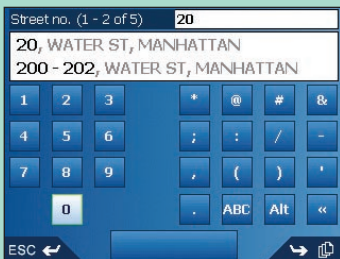 Street no. (1 - 2 of 5) 20
20, WATER ST, MANHATTAN
200 - 202, WATER ST, MANHATTAN
1 2 3 * @ # &
4 5 6 ; : / -
7 8 9 , ( ) '
0 . ABC Alt «
ESC